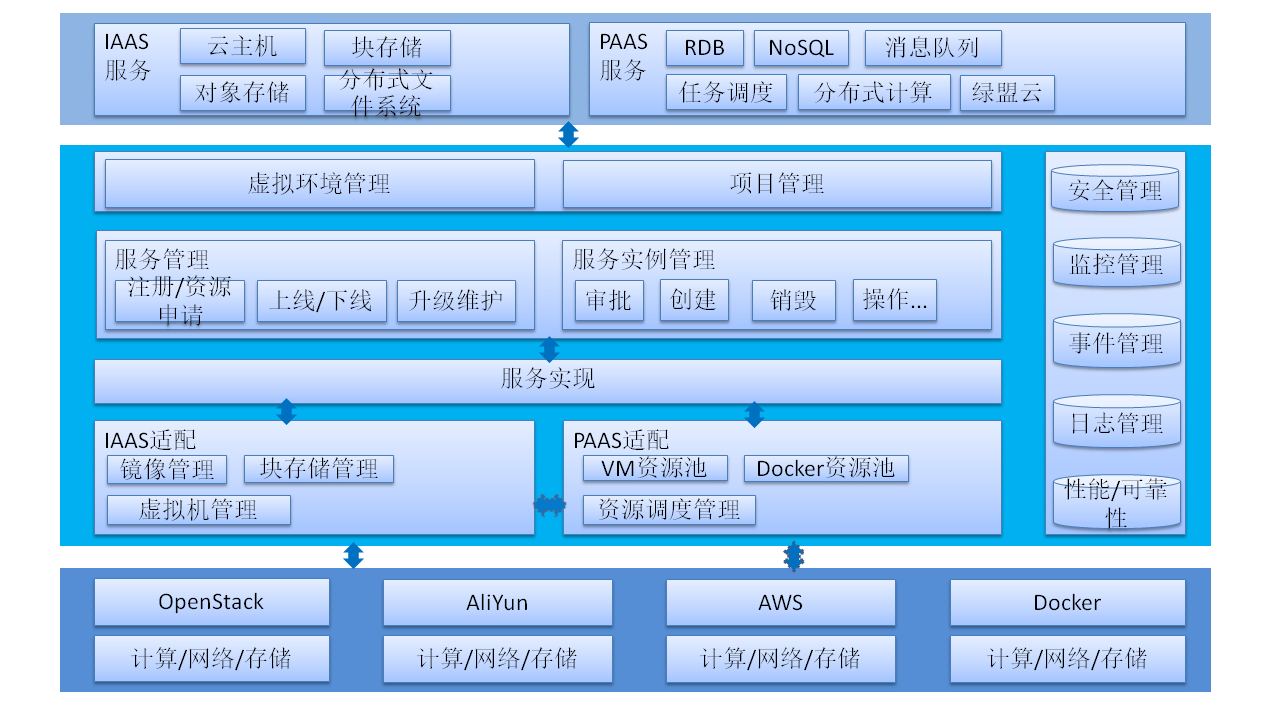 IAAS
服务
云主机
块存储
对象存储
分布式文
件系统
PAAS
服务
RDB
NoSQL
消息队列
任务调度
分布式计算
绿盟云
虚拟环境管理
项目管理
服务管理
注册/资源
申请
上线/下线
升级维护
服务实例管理
审批
创建
销毁
操作...
服务实现
IAAS适配
镜像管理
块存储管理
虚拟机管理
PAAS适配
VM资源池
Docker资源池
资源调度管理
安全管理
监控管理
事件管理
日志管理
性能/可靠
性
OpenStack
AliYun
AWS
Docker
计算/网络/存储
计算/网络/存储
计算/网络/存储
计算/网络/存储